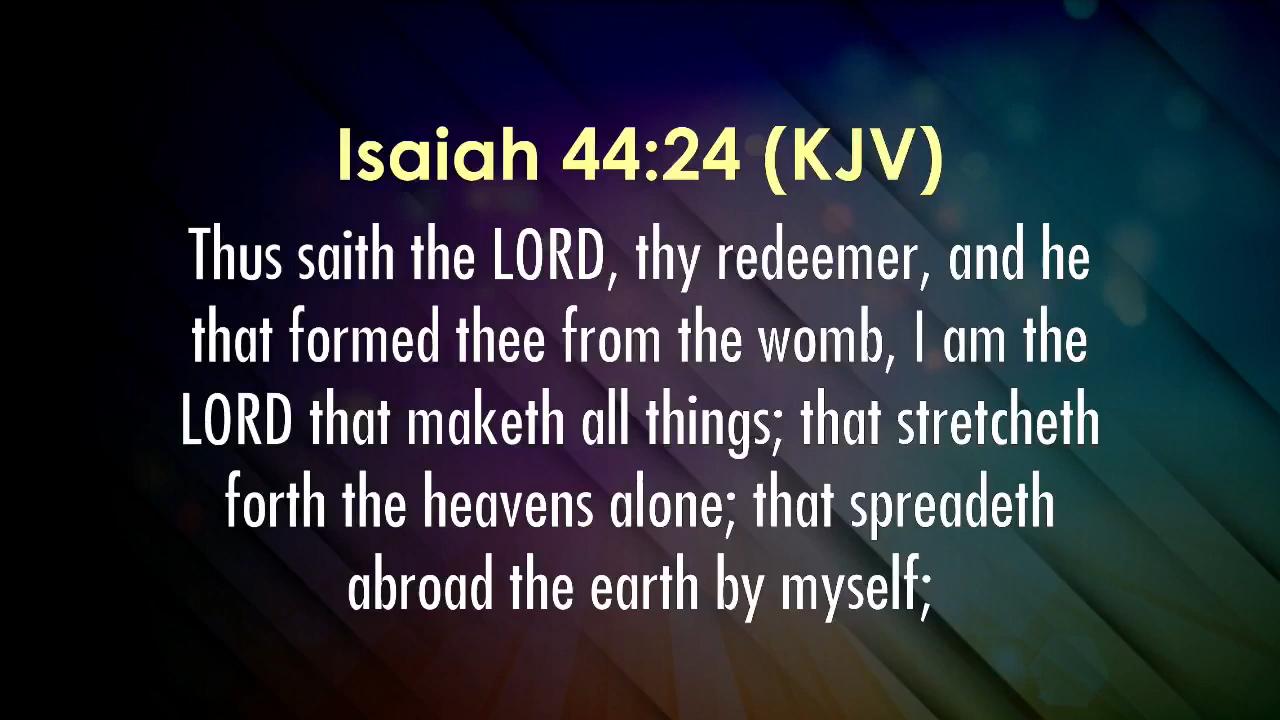 Isaiah 44:24 (KJV)
Thus saith the LORD, thy redeemer, and he
that formed thee from the womb, I am the
LORD that maketh all things; that stretcheth
forth the heavens alone; that spreadeth
abroad the earth by myself;